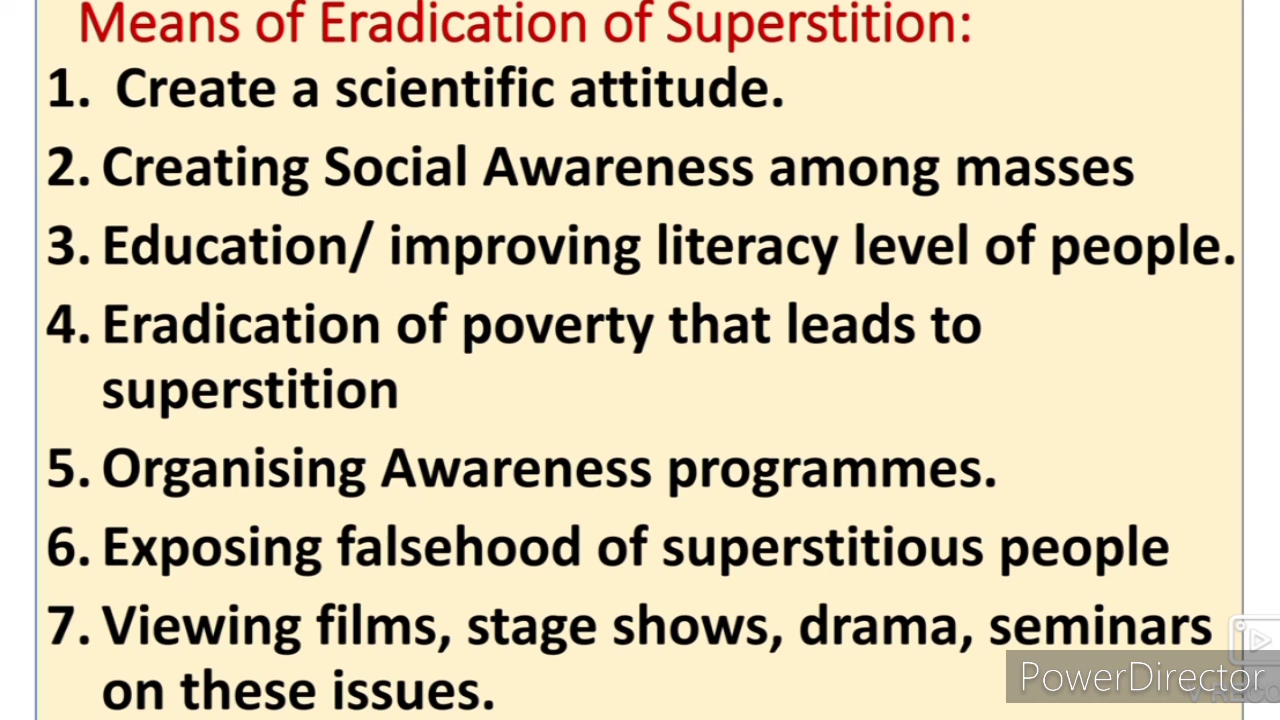 Means of Eradication of Superstition:
1. Create a scientific attitude.
2. Creating Social Awareness among masses
3. Education/ improving literacy level of people.
4. Eradication of poverty that leads to
superstition
5. Organising Awareness programmes.
6. Exposing falsehood of superstitious people
7. Viewing films, stage shows, drama, seminars
on these issues.
PowerDirector